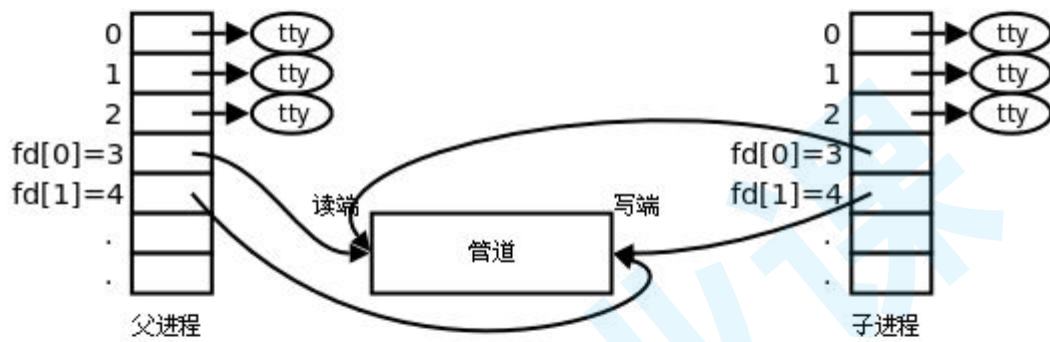 0 tty 0 tty
1 tty 1 tty
2 tty 2 tty
fd[0]=3 fd[0]=3
fd[1]=4 读端 写端 fd[1]=4
. 管道 .
. .
父进程 子进程